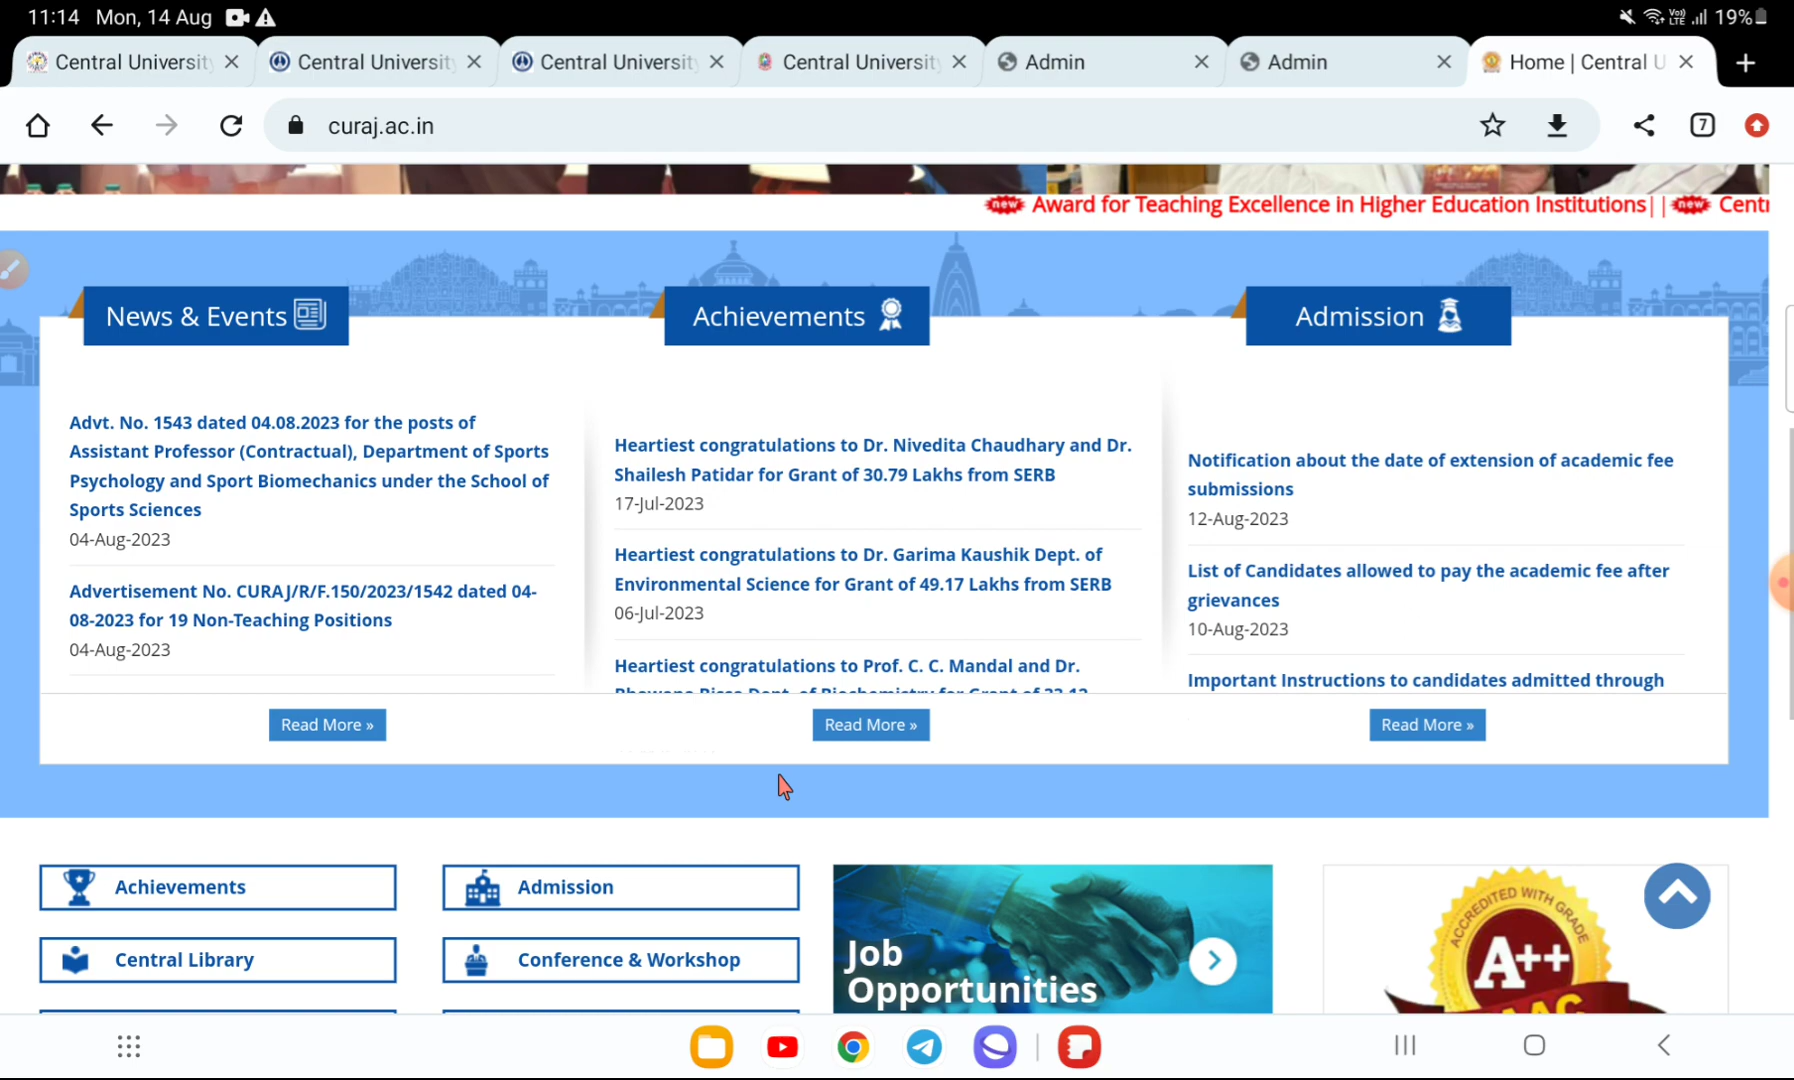 11:14 Mon, 14 Aug
Vo)) LTE 19%
Central University
Central University
Central University
Central University
Admin
Admin
Home | Central U
curaj.ac.in
7
new Award for Teaching Excellence in Higher Education Institutions| | new Centr
News & Events
Advt. No. 1543 dated 04.08.2023 for the posts of
Assistant Professor (Contractual), Department of Sports
Psychology and Sport Biomechanics under the School of
Sports Sciences
04-Aug-2023
Advertisement No. CURAJ/R/F.150/2023/1542 dated 04-
08-2023 for 19 Non-Teaching Positions
04-Aug-2023
Read More »
Achievements
Heartiest congratulations to Dr. Nivedita Chaudhary and Dr.
Shailesh Patidar for Grant of 30.79 Lakhs from SERB
17-Jul-2023
Heartiest congratulations to Dr. Garima Kaushik Dept. of
Environmental Science for Grant of 49.17 Lakhs from SERB
06-Jul-2023
Heartiest congratulations to Prof. C. C. Mandal and Dr.
Read More »
Admission
Notification about the date of extension of academic fee
submissions
12-Aug-2023
List of Candidates allowed to pay the academic fee after
grievances
10-Aug-2023
Important Instructions to candidates admitted through
Read More »
Achievements
Admission
Central Library
Conference & Workshop
Job
Opportunities
ACCREDITED WITH GRADE
A++